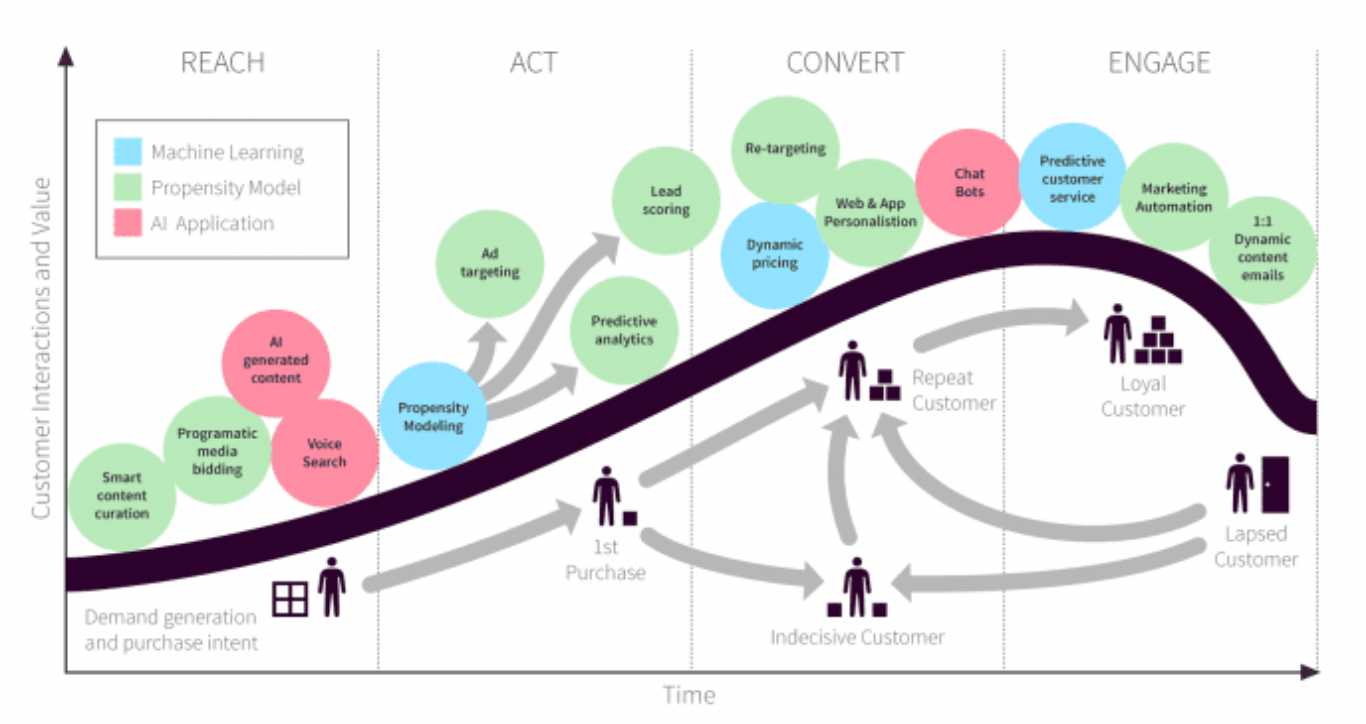 REACH
ACT
CONVERT
ENGAGE
Machine Learning
Propensity Model
AI Application
Customer Interactions and Value
Smart
content
curation
Programatic
media
bidding
AI
generated
content
Voice
Search
Propensity
Modeling
Ad
targeting
Lead
scoring
Predictive
analytics
Re-targeting
Dynamic
pricing
Web & App
Personalistion
Chat
Bots
Predictive
customer
service
Marketing
Automation
1:1
Dynamic
content
emails
Demand generation
and purchase intent
1st
Purchase
Repeat
Customer
Indecisive Customer
Loyal
Customer
Lapsed
Customer
Time